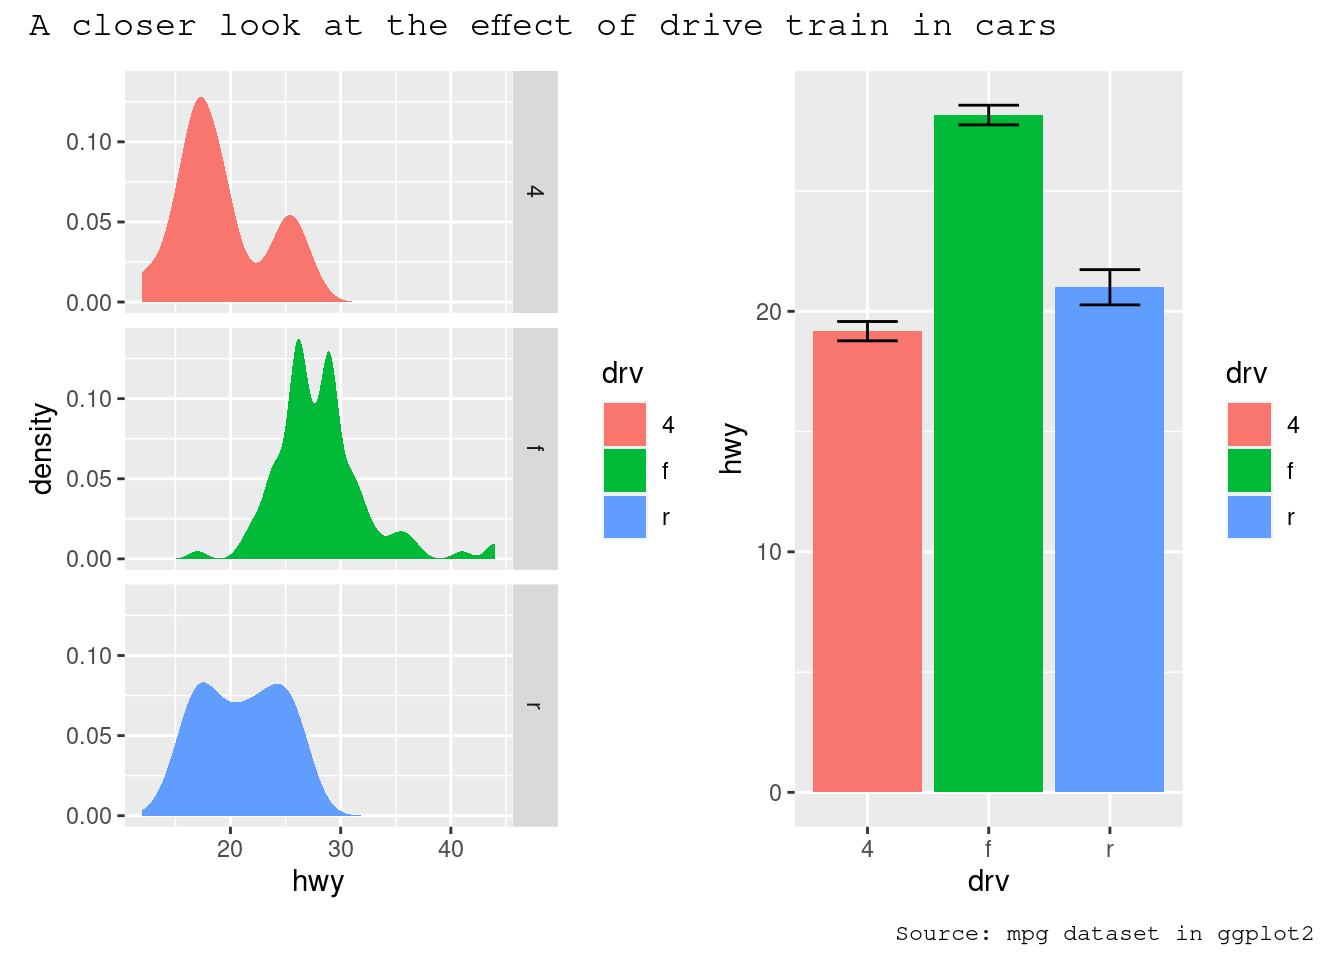 A closer look at the effect of drive train in cars
0.10
0.05
0.00
4
0.10
0.05
0.00
f
0.10
0.05
0.00
r
density
20 30 40
hwy
drv
4
f
r
20
10
0
hwy
4 f r
drv
drv
4
f
r
Source: mpg dataset in ggplot2